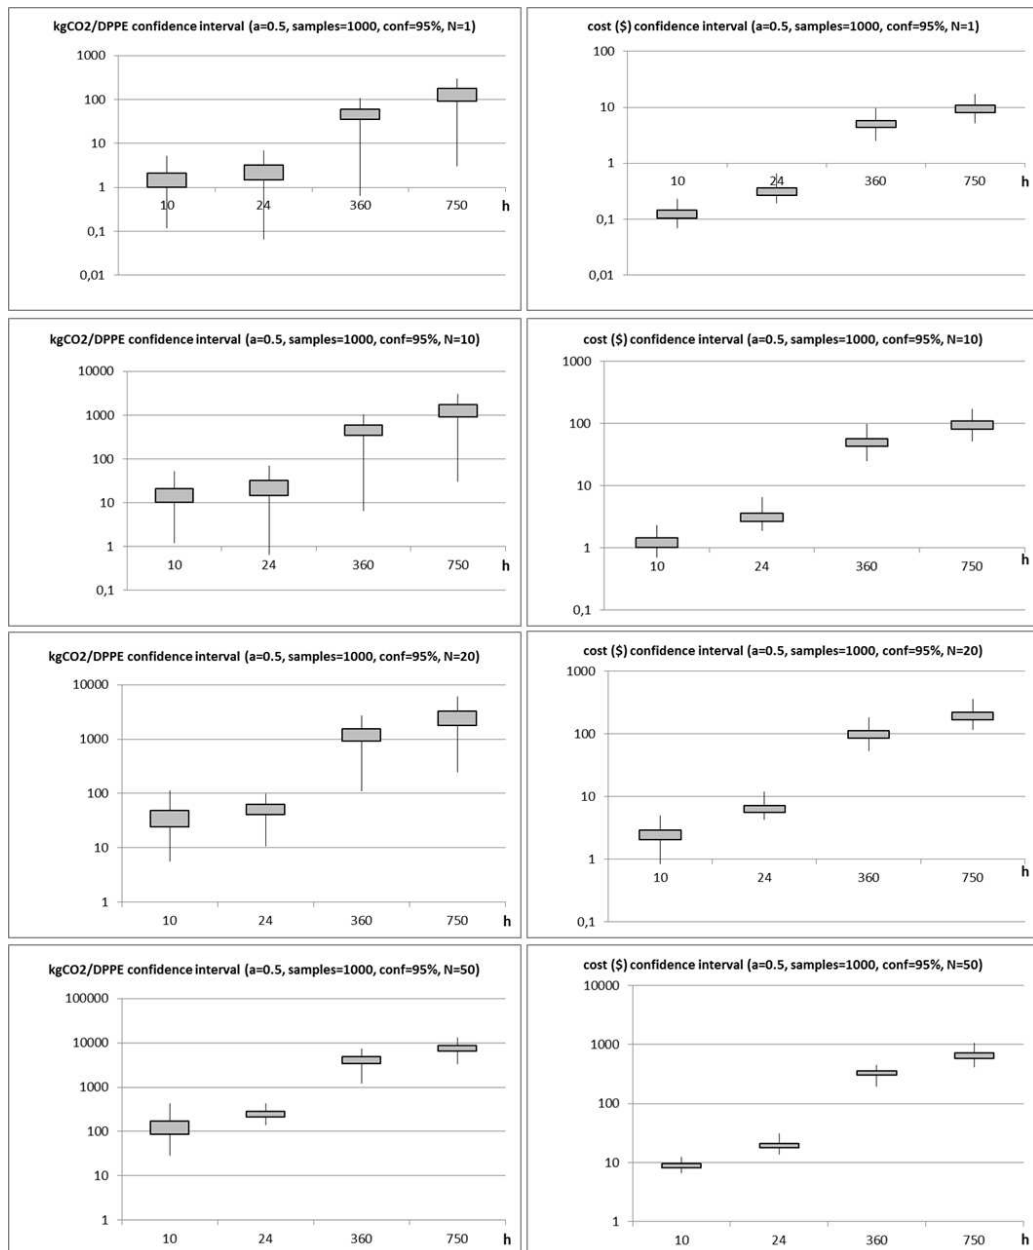 kgCO2/DPPE confidence interval (a=0.5, samples=1000, conf=95%, N=1)
1000
100
10
1
0,1
0,01
10 24 360 750 h
cost ($) confidence interval (a=0.5, samples=1000, conf=95%, N=1)
100
10
1
0,1
0,01
10 24 360 750 h
kgCO2/DPPE confidence interval (a=0.5, samples=1000, conf=95%, N=10)
10000
1000
100
10
1
0,1
10 24 360 750 h
cost ($) confidence interval (a=0.5, samples=1000, conf=95%, N=10)
1000
100
10
1
0,1
10 24 360 750 h
kgCO2/DPPE confidence interval (a=0.5, samples=1000, conf=95%, N=20)
10000
1000
100
10
1
10 24 360 750 h
cost ($) confidence interval (a=0.5, samples=1000, conf=95%, N=20)
1000
100
10
1
0,1
10 24 360 750 h
kgCO2/DPPE confidence interval (a=0.5, samples=1000, conf=95%, N=50)
100000
10000
1000
100
10
1
10 24 360 750 h
cost ($) confidence interval (a=0.5, samples=1000, conf=95%, N=50)
10000
1000
100
10
1
10 24 360 750 h